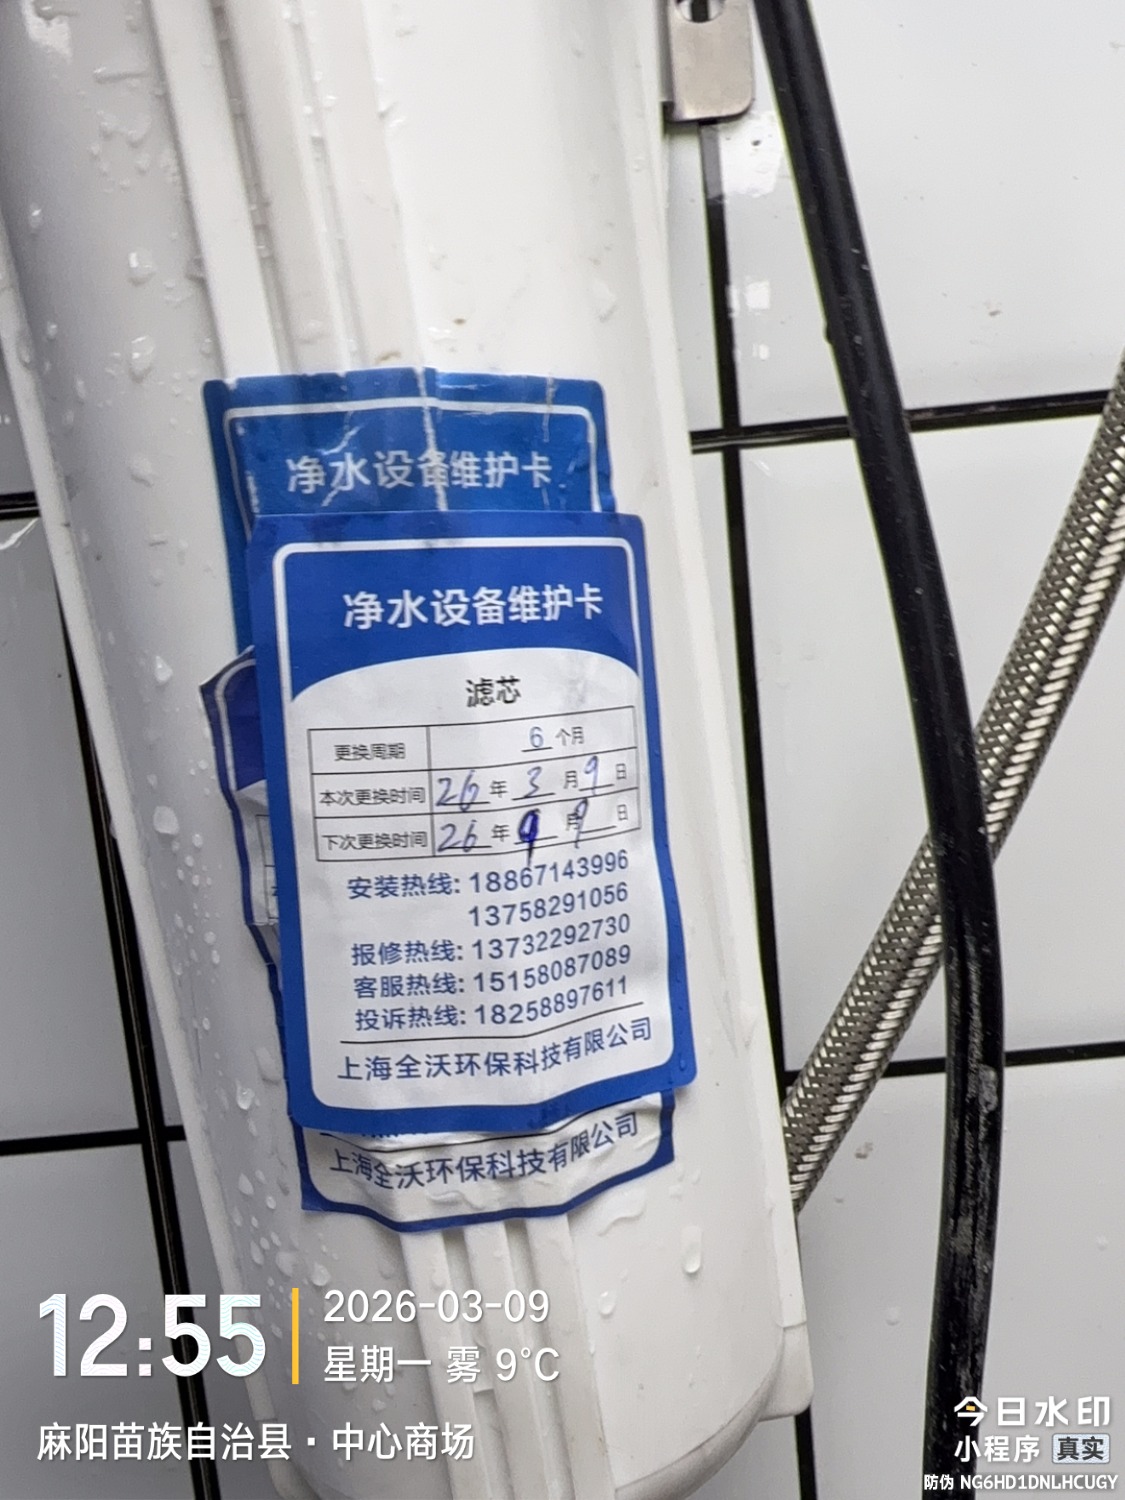 净水设备维护卡
净水设备维护卡
滤芯
更换周期 6 个月
本次更换时间 26 年 3 月 9 日
下次更换时间 26 年 9 月 9 日
安装热线: 18867143996
13758291056
报修热线: 13732292730
客服热线: 15158087089
投诉热线: 18258897611
上海全沃环保科技有限公司
上海全沃环保科技有限公司
12:55
2026-03-09
星期一 雾 9°C
麻阳苗族自治县·中心商场
今日水印
小程序 真实
防伪 NG6HD1DNLHCUGY